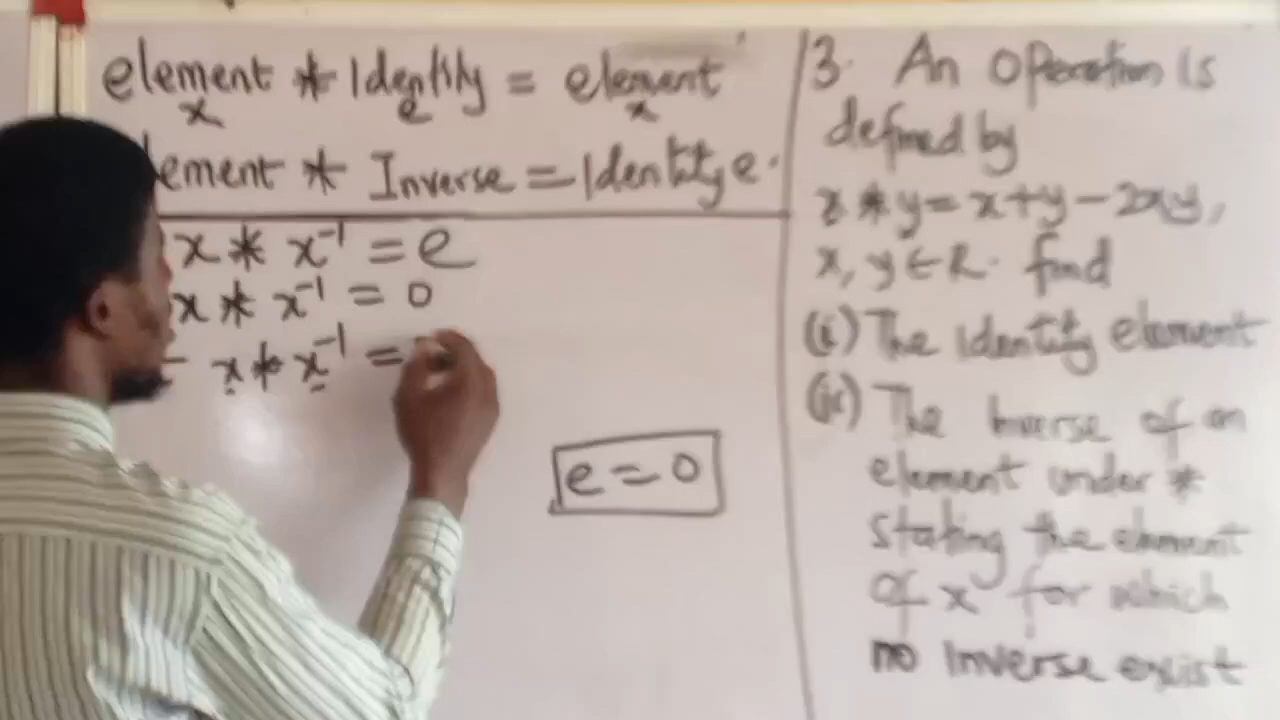 element * Identity = element
x e x
ement * Inverse = Identity e.
x * x⁻¹ = e
x * x⁻¹ = 0
x * x⁻¹ =
e = 0
3. An Operation is
defined by
x * y = x + y - 2xy,
x, y ∈ R. find
(i) The Identity element
(ii) The Inverse of an
element under *
stating the element
of x for which
no inverse exist